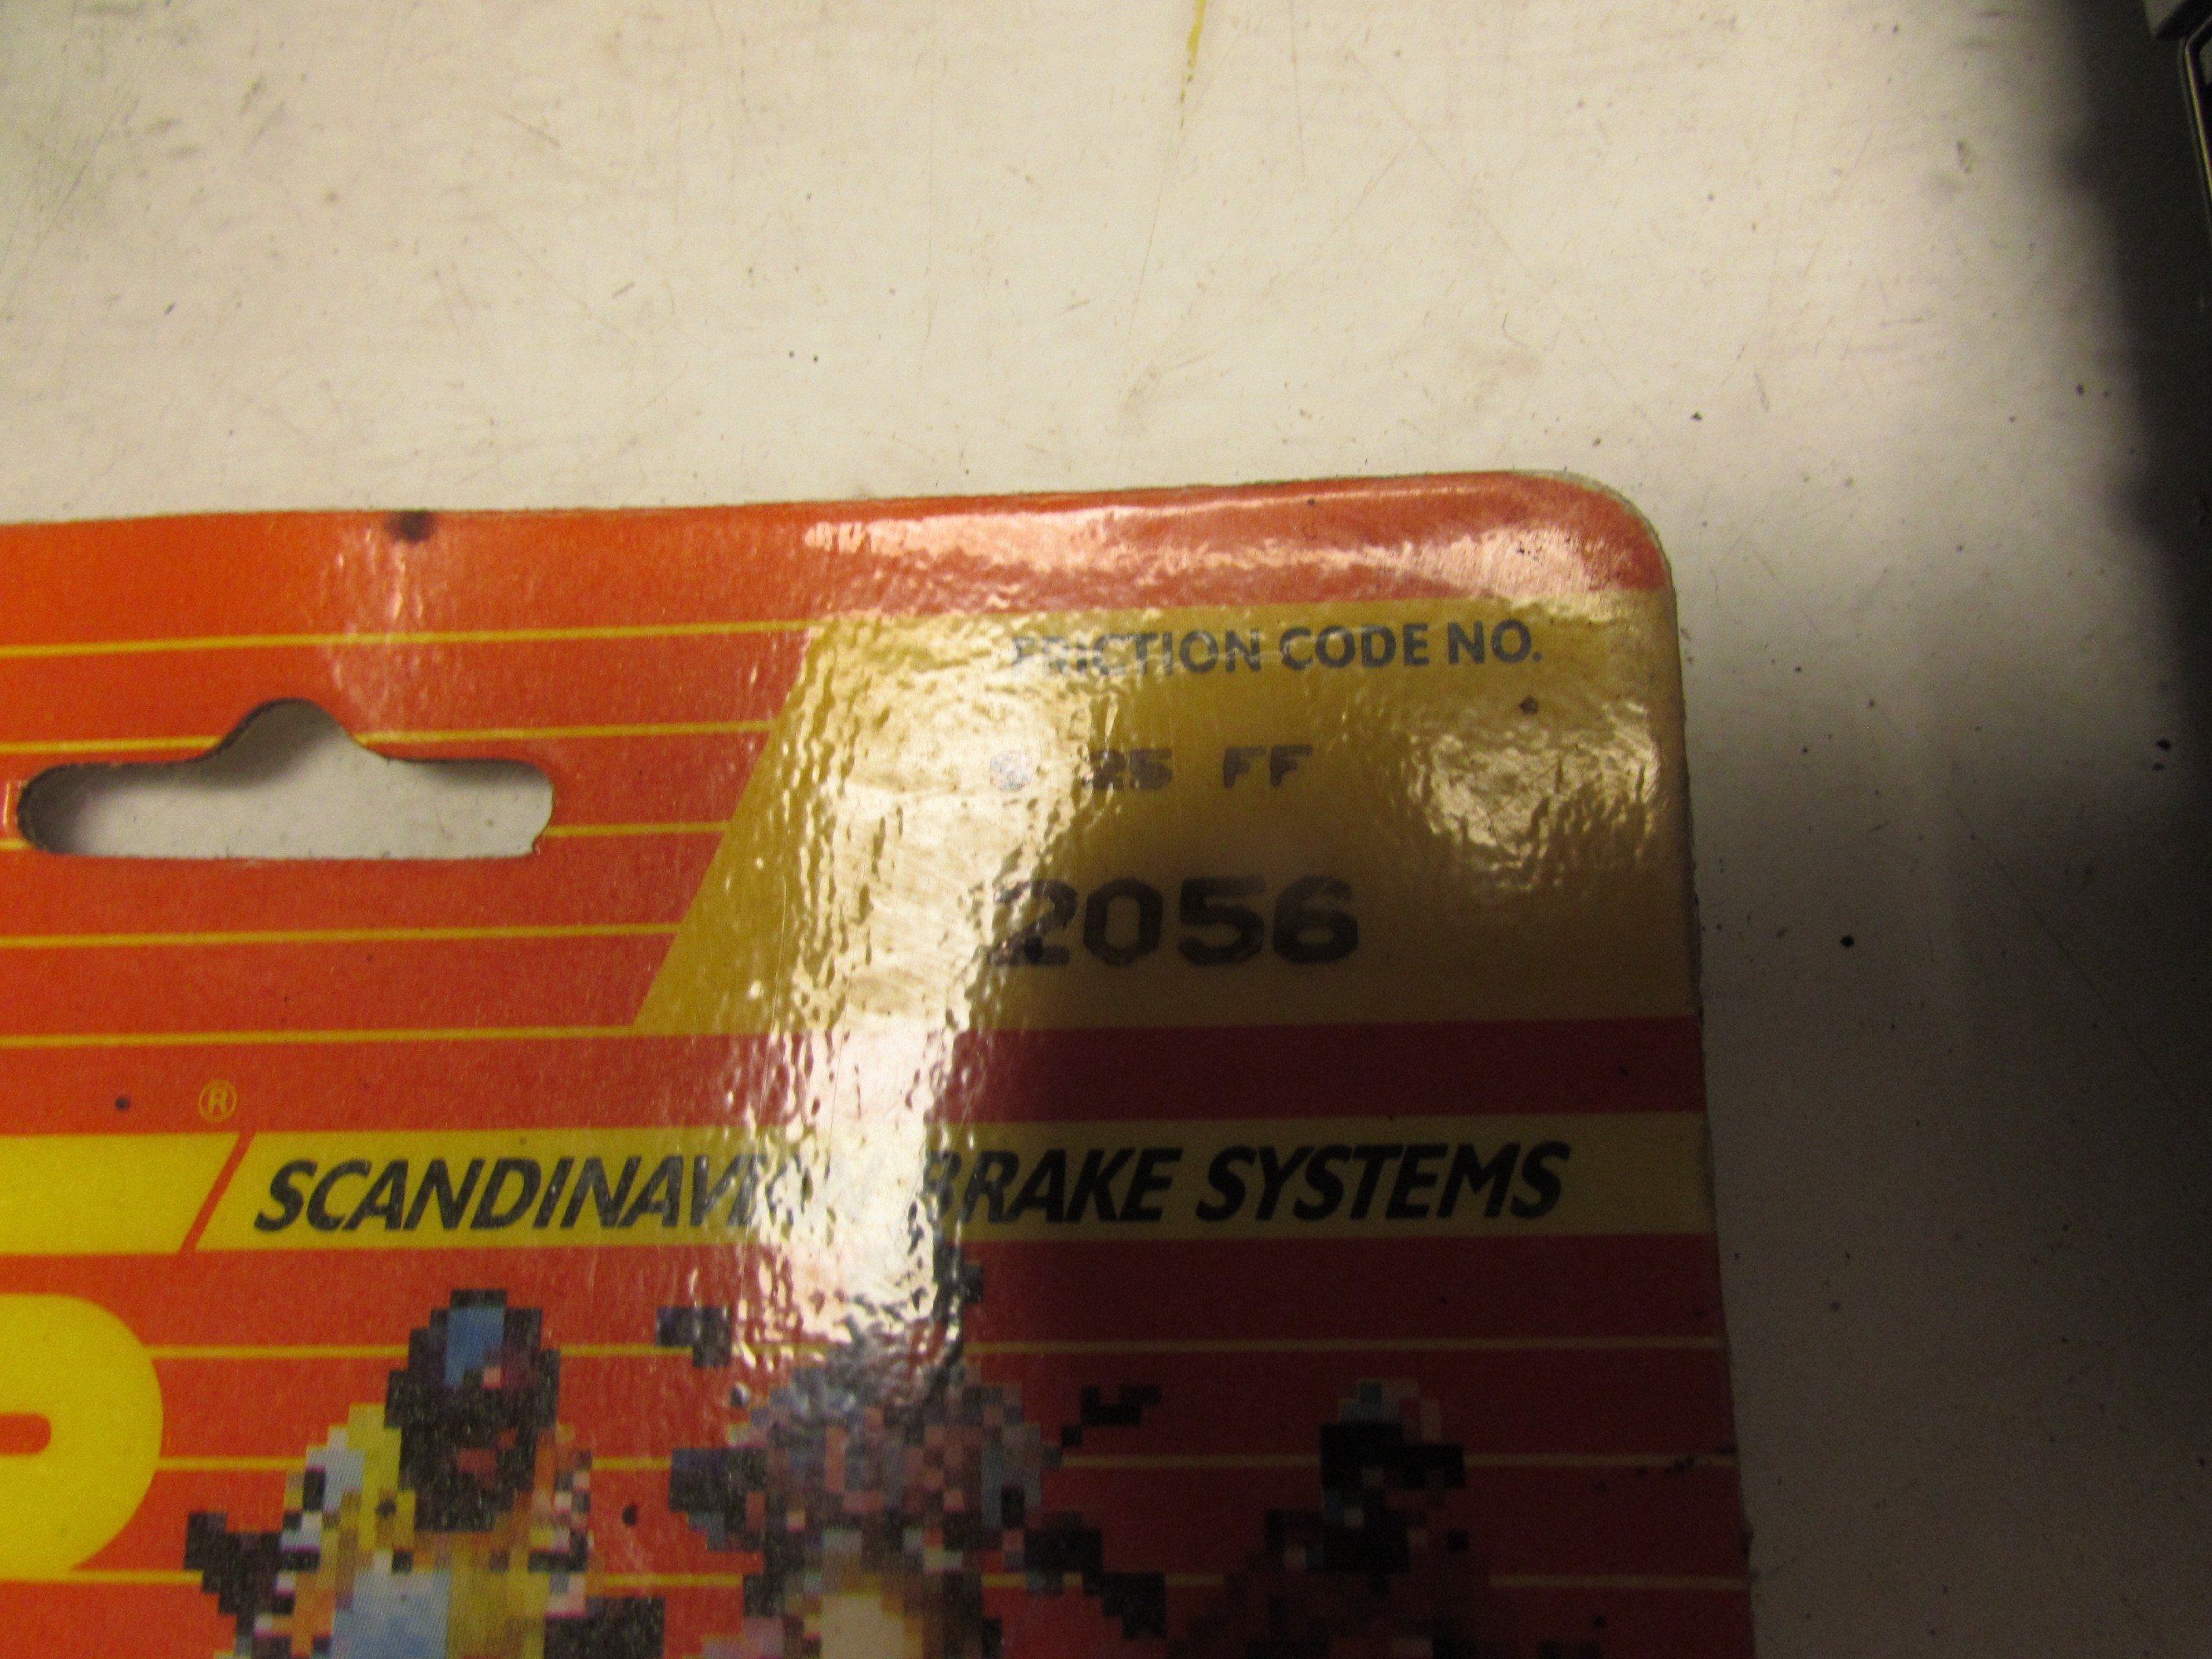 FRICTION CODE NO.
25 FF
2056
®
SCANDINAVIAN BRAKE SYSTEMS